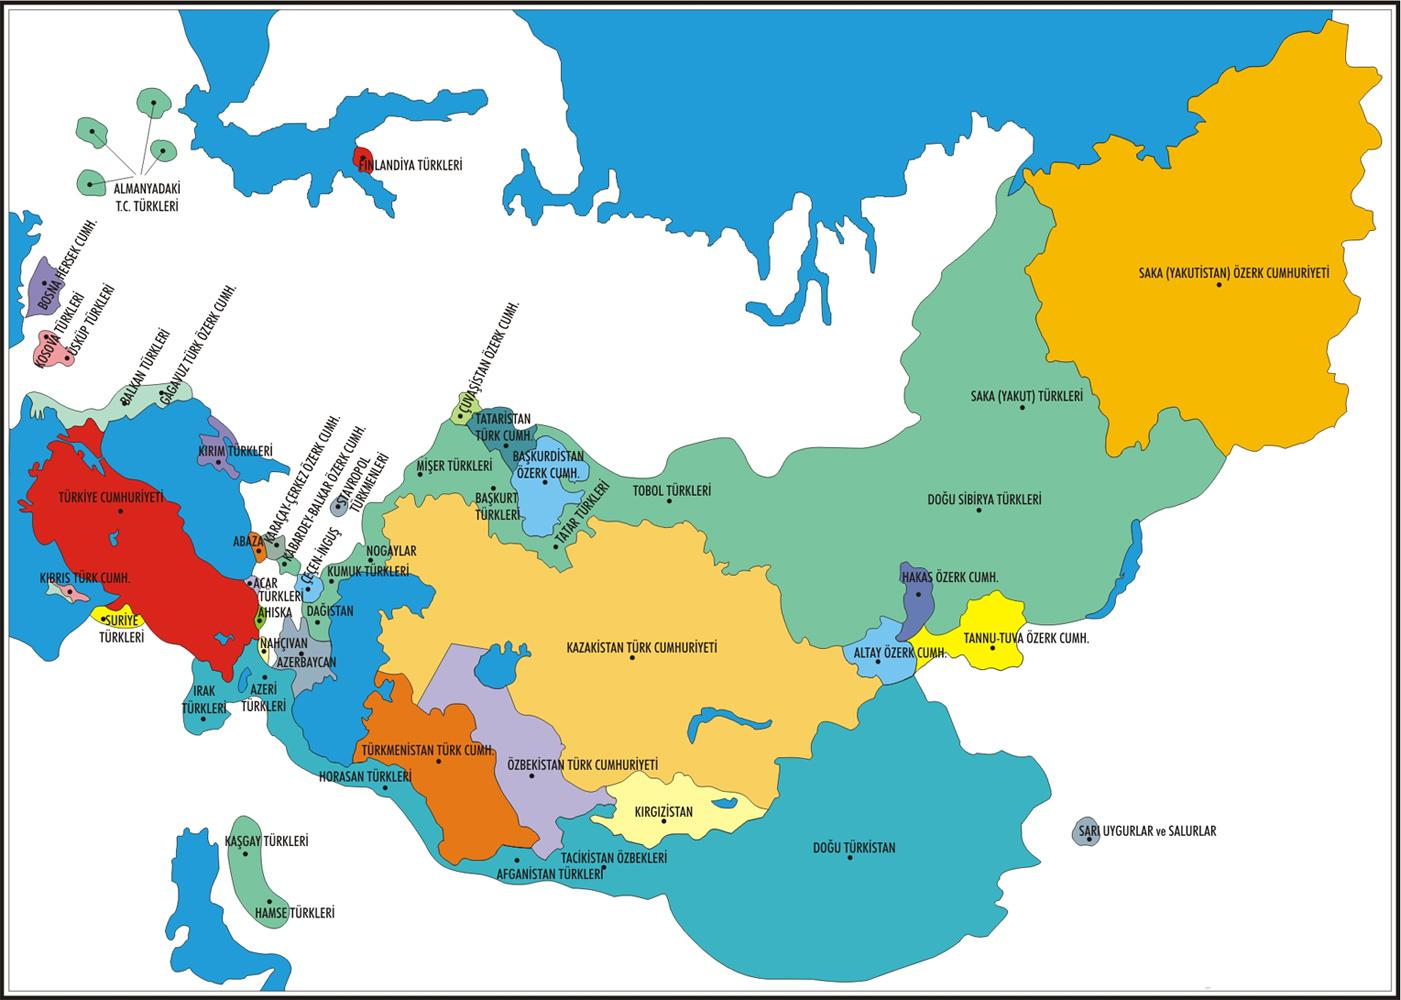 FİNLANDİYA TÜRKLERİ
ALMANYADAKİ
T.C. TÜRKLERİ
BOSNA HERSEK CUMH.
KOSOVA TÜRKLERİ
ÜSKÜP TÜRKLERİ
BALKAN TÜRKLERİ
GAGAVUZ TÜRK ÖZERK CUMH.
SAKA (YAKUTİSTAN) ÖZERK CUMHURİYETİ
SAKA (YAKUT) TÜRKLERİ
ÇUVAŞİSTAN ÖZERK CUMH.
TATARİSTAN
TÜRK CUMH.
BAŞKURDİSTAN
ÖZERK CUMH.
MİŞER TÜRKLERİ
BAŞKURT
TÜRKLERİ
TATAR TÜRKLERİ
TOBOL TÜRKLERİ
DOĞU SİBİRYA TÜRKLERİ
KIRIM TÜRKLERİ
KARAÇAY-ÇERKEZ ÖZERK CUMH.
KABARDEY-BALKAR ÖZERK CUMH.
STAVROPOL
TÜRKMENLERİ
TÜRKİYE CUMHURİYETİ
ABAZA
ÇEÇEN-İNGUŞ
NOGAYLAR
KUMUK TÜRKLERİ
KIBRIS TÜRK CUMH.
ACAR
TÜRKLERİ
AHISKA
DAĞISTAN
SURİYE
TÜRKLERİ
NAHÇIVAN
AZERBAYCAN
HAKAS ÖZERK CUMH.
TANNU-TUVA ÖZERK CUMH.
ALTAY ÖZERK CUMH.
KAZAKİSTAN TÜRK CUMHURİYETİ
IRAK
TÜRKLERİ
AZERİ
TÜRKLERİ
TÜRKMENİSTAN TÜRK CUMH.
ÖZBEKİSTAN TÜRK CUMHURİYETİ
HORASAN TÜRKLERİ
KIRGIZİSTAN
SARI UYGURLAR ve SALURLAR
KAŞGAY TÜRKLERİ
DOĞU TÜRKİSTAN
TACİKİSTAN ÖZBEKLERİ
AFGANİSTAN TÜRKLERİ
HAMSE TÜRKLERİ